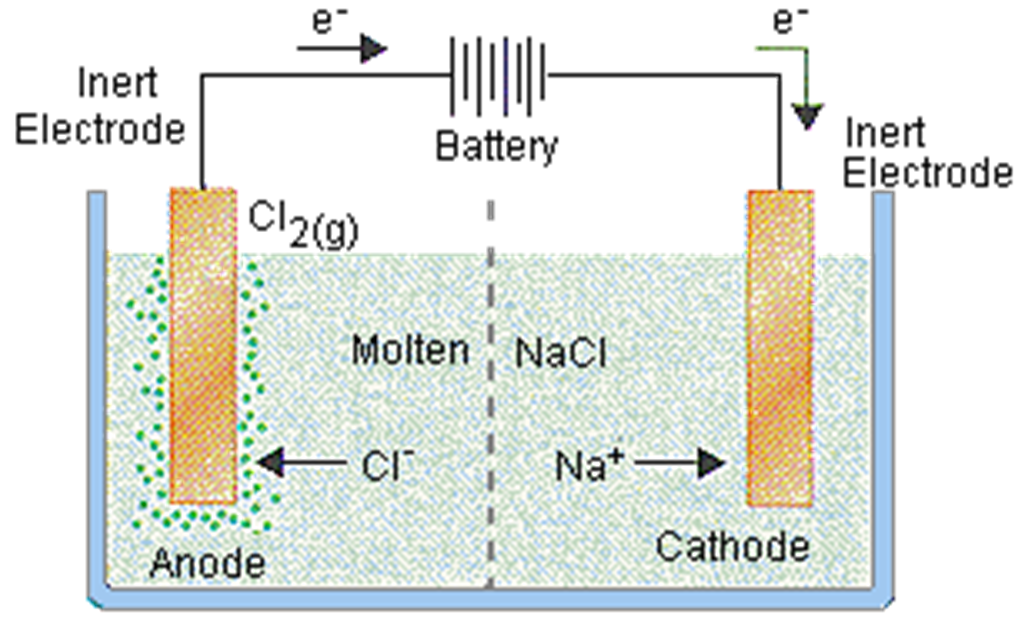 e⁻
e⁻
Inert
Electrode
Battery
Inert
Electrode
Cl₂(g)
Molten NaCl
Cl⁻
Na⁺
Anode
Cathode